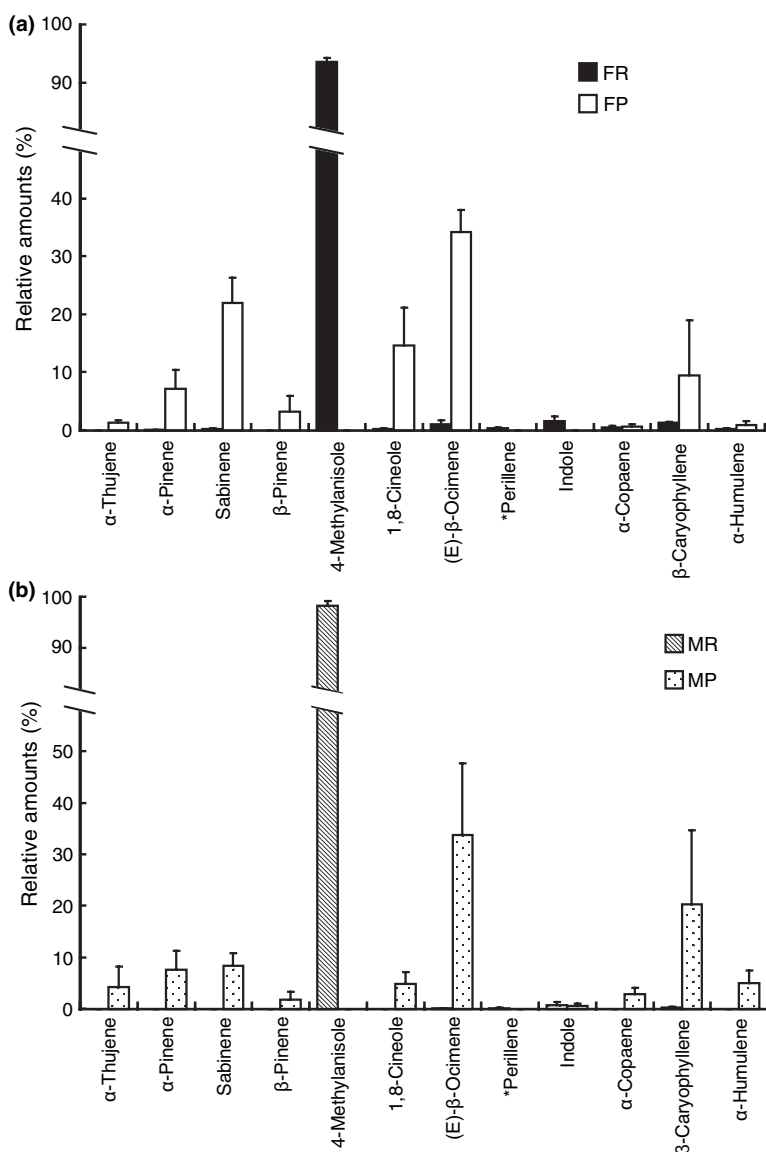 (a)
100
90
40
30
20
10
0
Relative amounts (%)
FR
FP
α-Thujene
α-Pinene
Sabinene
β-Pinene
4-Methylanisole
1,8-Cineole
(E)-β-Ocimene
*Perillene
Indole
α-Copaene
β-Caryophyllene
α-Humulene
(b)
100
90
50
40
30
20
10
0
Relative amounts (%)
MR
MP
α-Thujene
α-Pinene
Sabinene
β-Pinene
4-Methylanisole
1,8-Cineole
(E)-β-Ocimene
*Perillene
Indole
α-Copaene
β-Caryophyllene
α-Humulene